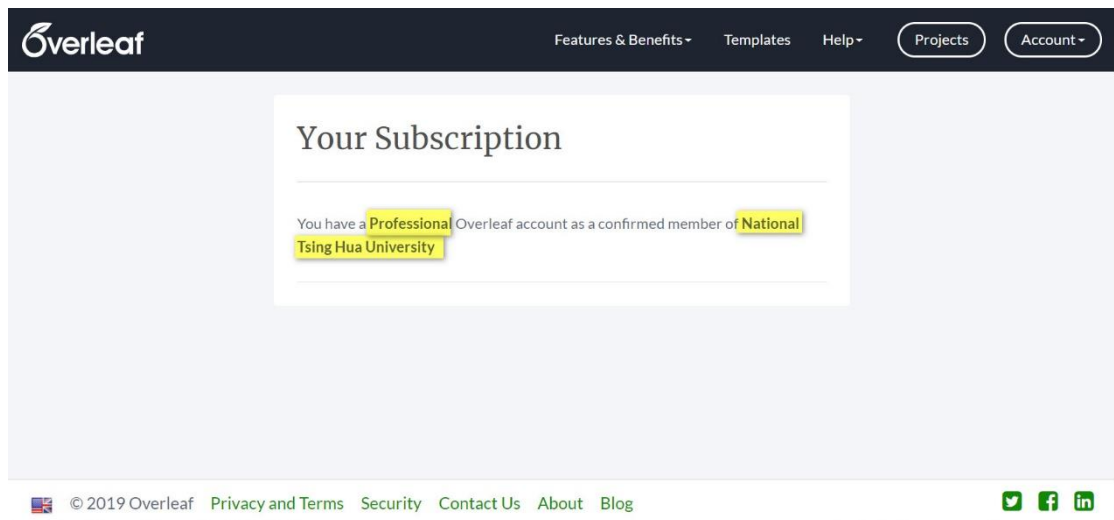 Overleaf
Features & Benefits Templates Help Projects Account
Your Subscription
You have a Professional Overleaf account as a confirmed member of National
Tsing Hua University
© 2019 Overleaf Privacy and Terms Security Contact Us About Blog